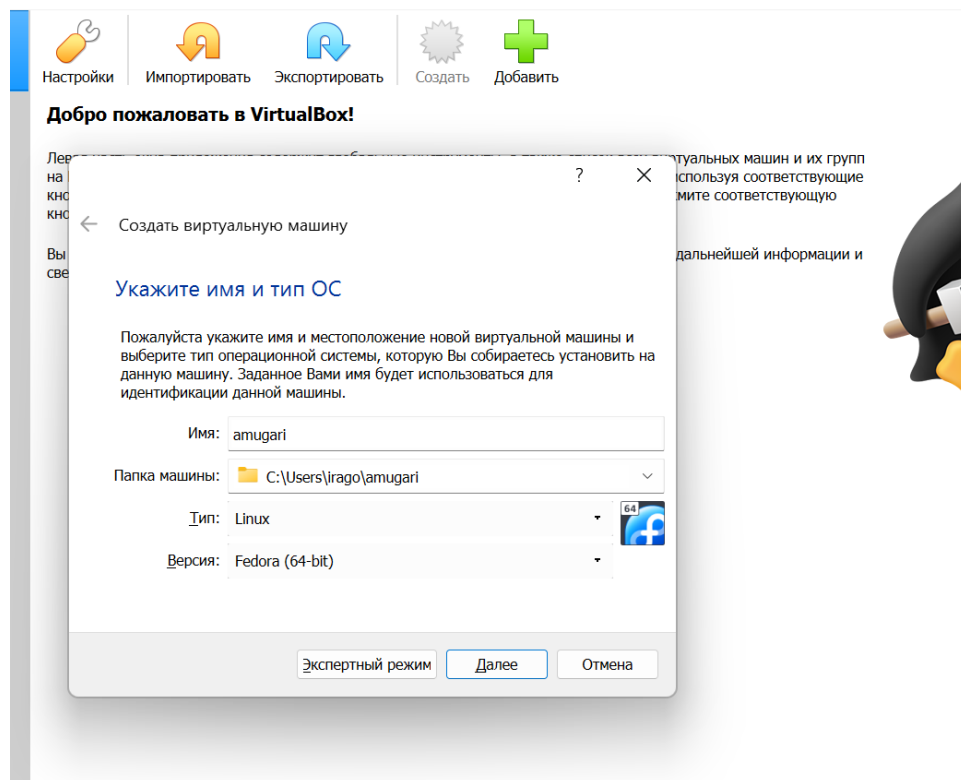 Настройки Импортировать Экспортировать Создать Добавить
Добро пожаловать в VirtualBox!
туальных машин и их групп
на используя соответствующие
кно мите соответствующую
кно
Вы дальнейшей информации и
све
? 
Создать виртуальную машину
Укажите имя и тип ОС
Пожалуйста укажите имя и местоположение новой виртуальной машины и
выберите тип операционной системы, которую Вы собираетесь установить на
данную машину. Заданное Вами имя будет использоваться для
идентификации данной машины.
Имя: amugari
Папка машины: C:\Users\irago\amugari
Тип: Linux
64
Версия: Fedora (64-bit)
Экспертный режим Далее Отмена